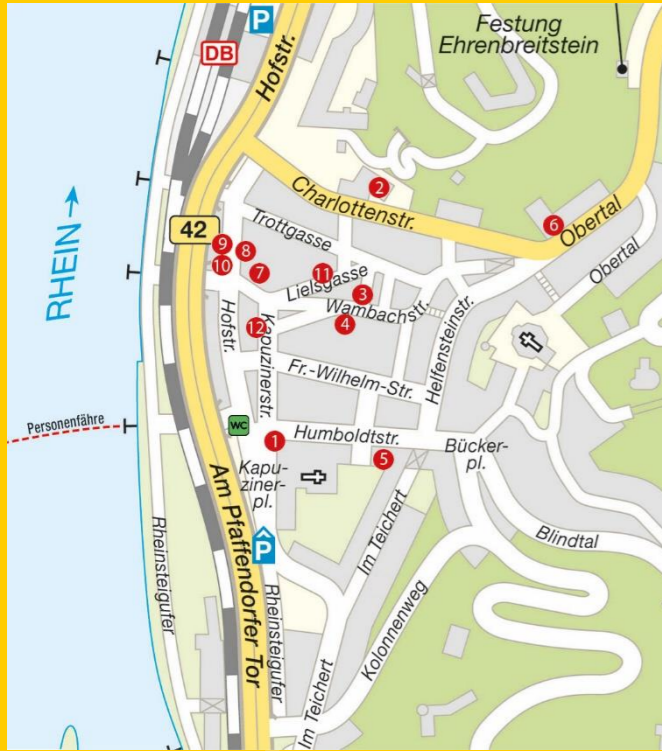 P
DB
Hofstr.
Festung
Ehrenbreitstein
2
Charlottenstr.
6
Obertal
42
Trottgasse
RHEIN →
9
8
10
7
11
Lielsgasse
3
Wambachstr.
Obertal
Hofstr.
Kapuzinerstr.
12
4
Helfensteinstr.
Fr.-Wilhelm-Str.
Personenfähre
WC
1
Humboldtstr.
Bücker-
pl.
5
Kapu-
ziner-
pl.
Am Pfaffendorfer Tor
P
Im Teichert
Blindtal
Rheinsteigufer
Rheinsteigufer
Kolonnenweg
Im Teichert